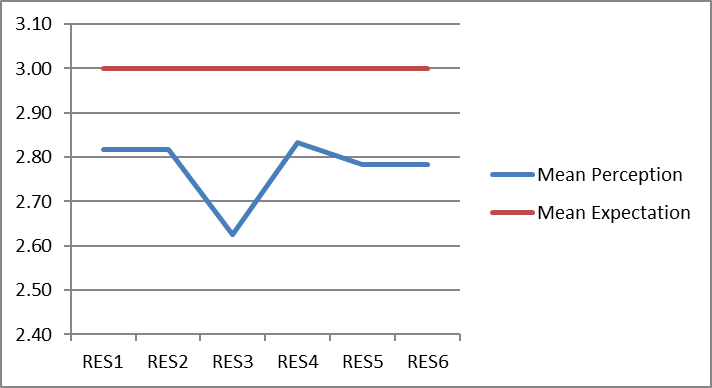 3.10
3.00
2.90
2.80
2.70
2.60
2.50
2.40
RES1 RES2 RES3 RES4 RES5 RES6
Mean Perception
Mean Expectation